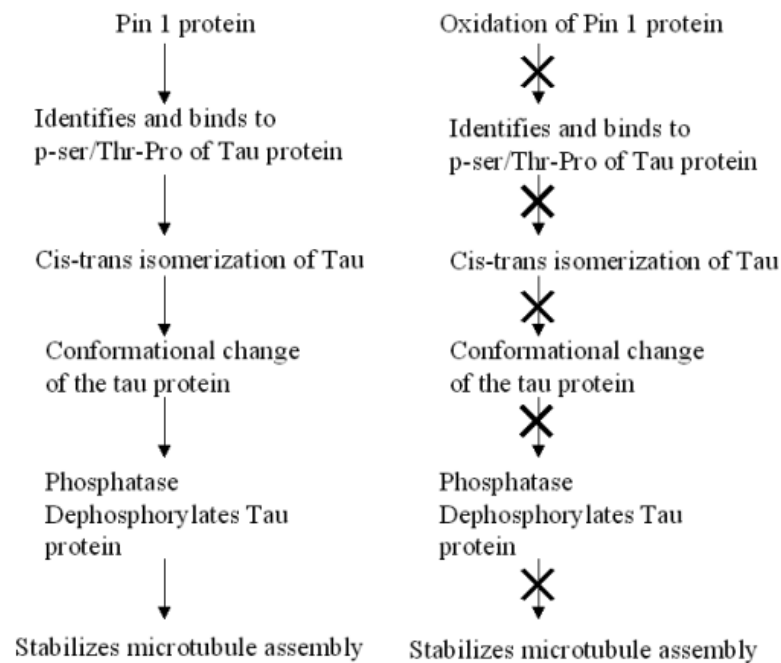 Pin 1 protein
Identifies and binds to
p-ser/Thr-Pro of Tau protein
Cis-trans isomerization of Tau
Conformational change
of the tau protein
Phosphatase
Dephosphorylates Tau
protein
Stabilizes microtubule assembly
Oxidation of Pin 1 protein
Identifies and binds to
p-ser/Thr-Pro of Tau protein
Cis-trans isomerization of Tau
Conformational change
of the tau protein
Phosphatase
Dephosphorylates Tau
protein
Stabilizes microtubule assembly